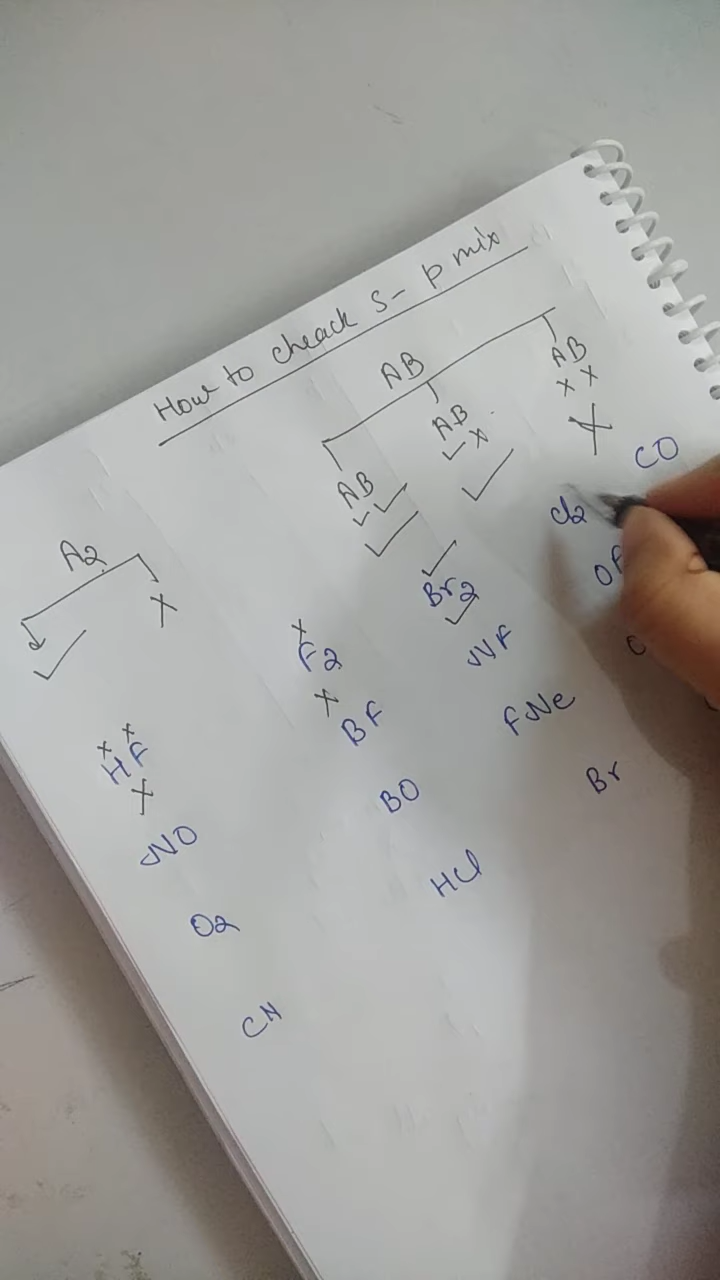 How to cheack s-p mix
AB
AB
✓ ✓
✓
AB
✓ x
✓
AB
x x
X
A2
✓
X
CO
Cl2
OF
Br2
✓
F2
x
X
NF
BF
FNe
HF
x x
X
BO
Br
NO
HCl
O2
CN